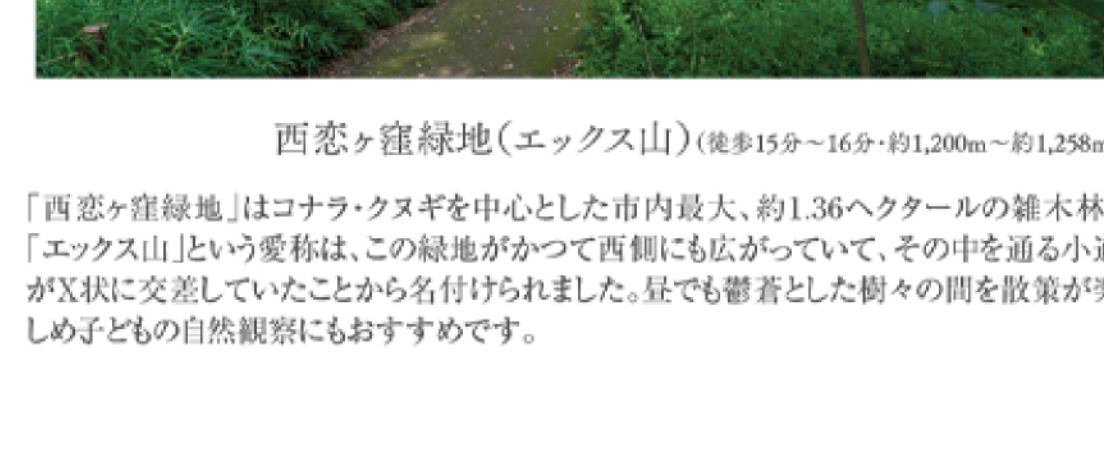 西恋ヶ窪緑地(エックス山)(徒歩15分～16分・約1,200m～約1,258m
「西恋ヶ窪緑地」はコナラ・クヌギを中心とした市内最大、約1.36ヘクタールの雑木林
「エックス山」という愛称は、この緑地がかつて西側にも広がっていて、その中を通る小道
がX状に交差していたことから名付けられました。昼でも鬱蒼とした樹々の間を散策が楽
しめ子どもの自然観察にもおすすめです。